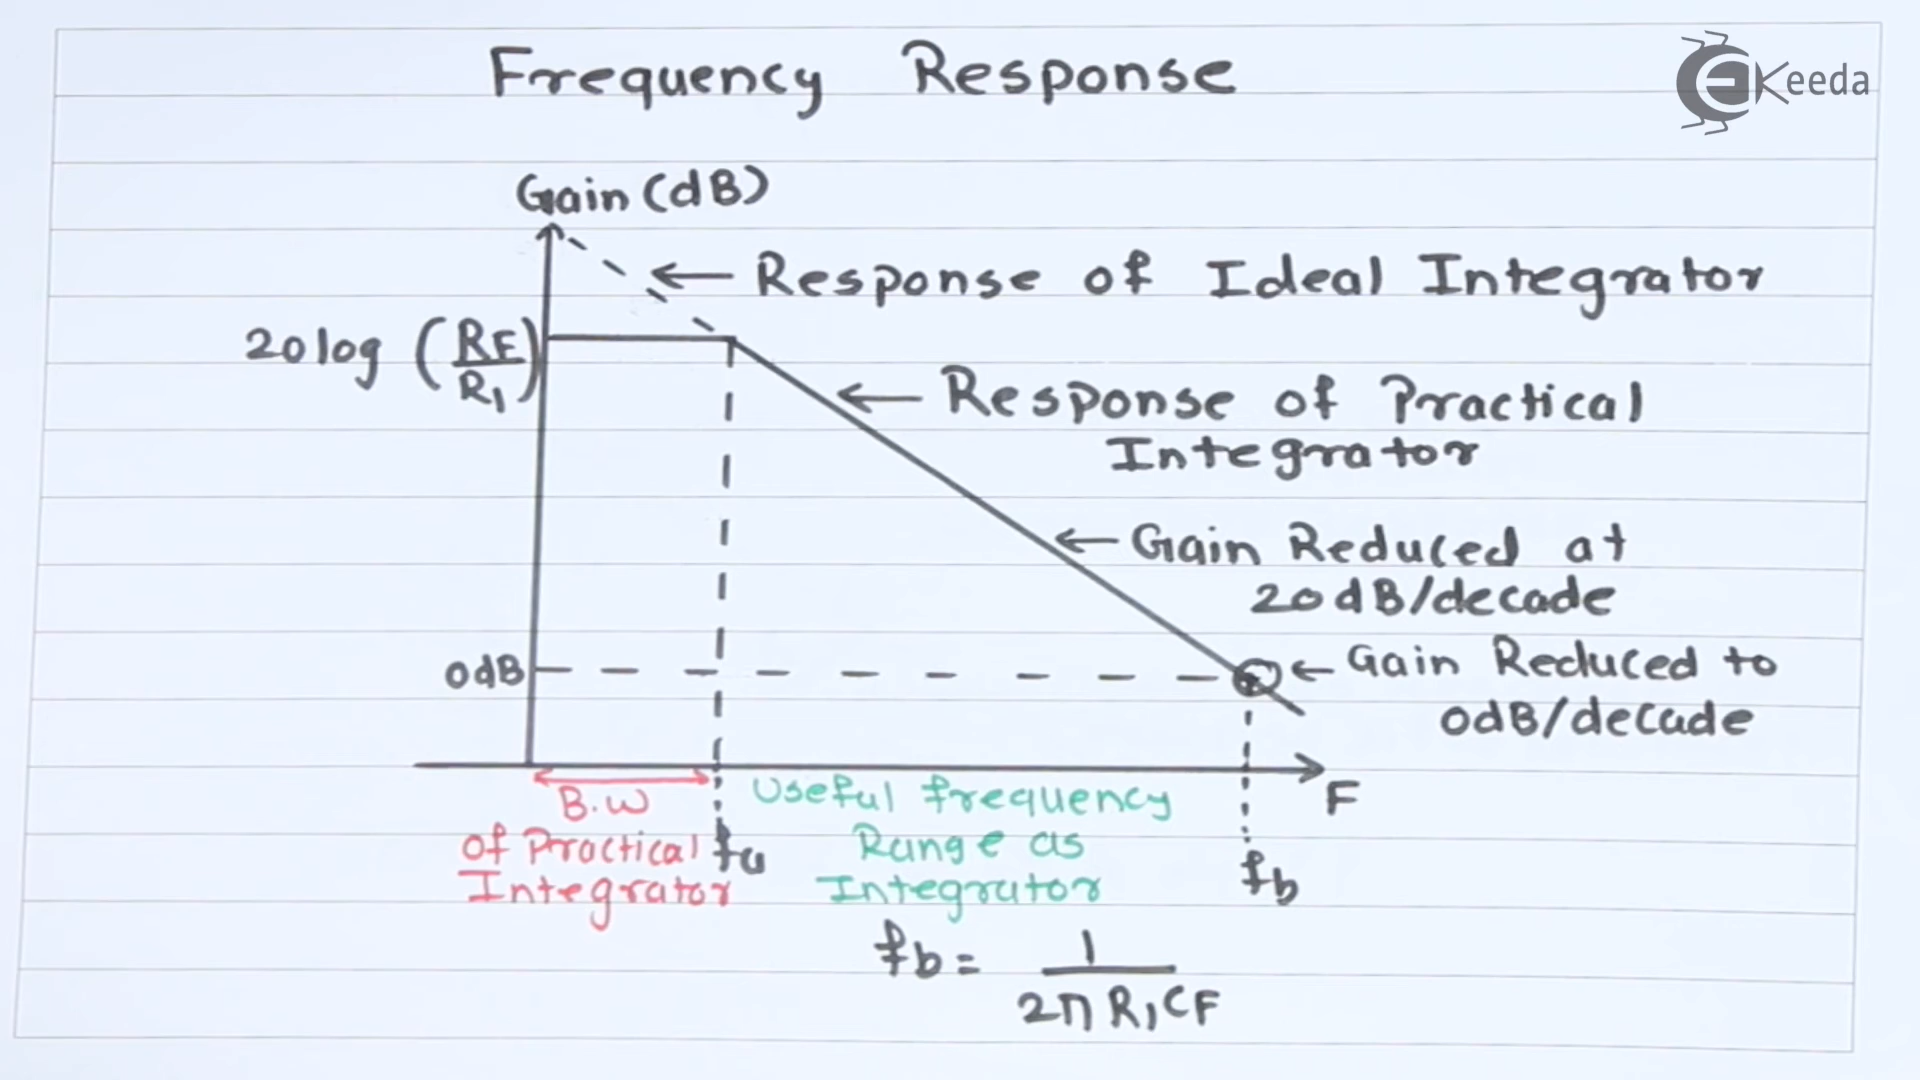 Frequency Response
EKeeda
Gain (dB)
← Response of Ideal Integrator
20 log (RF/R1)
← Response of Practical
Integrator
← Gain Reduced at
20 dB/decade
0dB
← Gain Reduced to
0dB/decade
B.W
of Practical
Integrator
fa
Useful frequency
Range as
Integrator
fb
F
fb = 1/2π R1CF